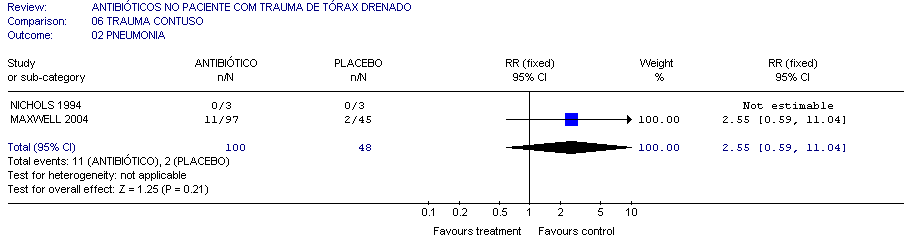 Review: ANTIBIÓTICOS NO PACIENTE COM TRAUMA DE TÓRAX DRENADO
Comparison: 06 TRAUMA CONTUSO
Outcome: 02 PNEUMONIA
Study ANTIBIÓTICO PLACEBO RR (fixed) Weight RR (fixed)
or sub-category n/N n/N 95% CI % 95% CI
NICHOLS 1994 0/3 0/3 Not estimable
MAXWELL 2004 11/97 2/45 100.00 2.55 [0.59, 11.04]
Total (95% CI) 100 48 100.00 2.55 [0.59, 11.04]
Total events: 11 (ANTIBIÓTICO), 2 (PLACEBO)
Test for heterogeneity: not applicable
Test for overall effect: Z = 1.25 (P = 0.21)
0.1 0.2 0.5 1 2 5 10
Favours treatment Favours control